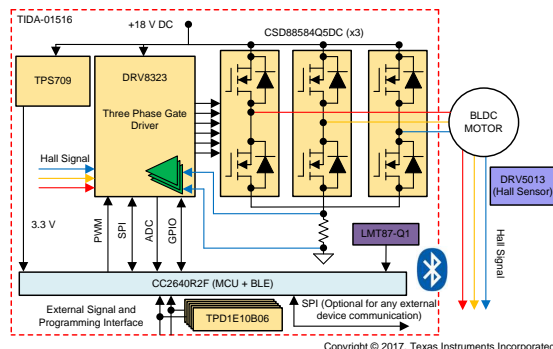 TIDA-01516
+18 V DC
CSD88584Q5DC (x3)
TPS709
DRV8323
Three Phase Gate
Driver
Hall Signal
BLDC
MOTOR
DRV5013
(Hall Sensor)
Hall Signal
3.3 V
PWM
SPI
ADC
GPIO
LMT87-Q1
CC2640R2F (MCU + BLE)
External Signal and
Programming Interface
TPD1E10B06
SPI (Optional for any external
device communication)
Copyright © 2017, Texas Instruments Incorporated